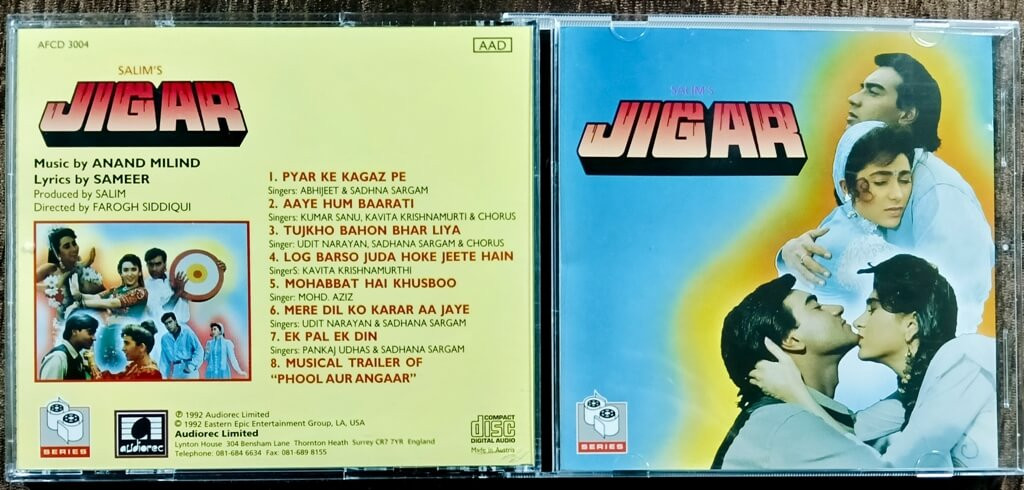 AFCD 3004
AAD
SALIM'S
JIGAR
Music by ANAND MILIND
Lyrics by SAMEER
Produced by SALIM
Directed by FAROGH SIDDIQUI
1. PYAR KE KAGAZ PE
Singers: ABHIJEET & SADHNA SARGAM
2. AAYE HUM BAARATI
Singers: KUMAR SANU, KAVITA KRISHNAMURTI & CHORUS
3. TUJKHO BAHON BHAR LIYA
Singer: UDIT NARAYAN, SADHANA SARGAM & CHORUS
4. LOG BARSO JUDA HOKE JEETE HAIN
SingerS: KAVITA KRISHNAMURTHI
5. MOHABBAT HAI KHUSBOO
Singer: MOHD. AZIZ
6. MERE DIL KO KARAR AA JAYE
Singers: UDIT NARAYAN & SADHANA SARGAM
7. EK PAL EK DIN
Singers: PANKAJ UDHAS & SADHANA SARGAM
8. MUSICAL TRAILER OF
"PHOOL AUR ANGAAR"
SERIES
audiorec
℗ 1992 Audiorec Limited
© 1992 Eastern Epic Entertainment Group, LA, USA
Audiorec Limited
Lynton House 304 Bensham Lane Thornton Heath Surrey CR7 7YR England
Telephone: 081-684 6634 Fax: 081-689 8155
COMPACT
disc
DIGITAL AUDIO
Made in Austria
SALIM'S
JIGAR
SERIES